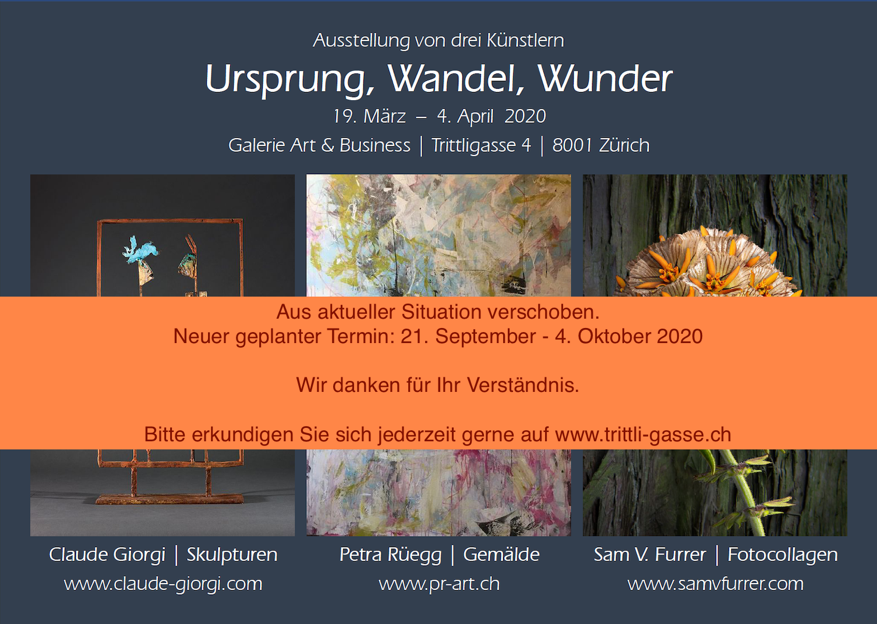 Ausstellung von drei Künstlern
Ursprung, Wandel, Wunder
19. März – 4. April 2020
Galerie Art & Business | Trittligasse 4 | 8001 Zürich
Aus aktueller Situation verschoben.
Neuer geplanter Termin: 21. September - 4. Oktober 2020
Wir danken für Ihr Verständnis.
Bitte erkundigen Sie sich jederzeit gerne auf www.trittli-gasse.ch
Claude Giorgi | Skulpturen
www.claude-giorgi.com
Petra Rüegg | Gemälde
www.pr-art.ch
Sam V. Furrer | Fotocollagen
www.samvfurrer.com